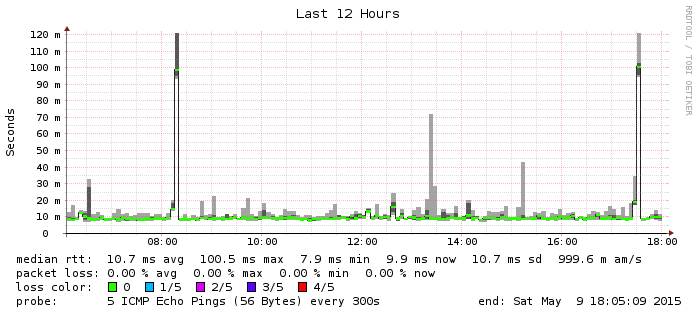 Last 12 Hours
RRDTOOL / TOBI OETIKER
Seconds
120 m
110 m
100 m
90 m
80 m
70 m
60 m
50 m
40 m
30 m
20 m
10 m
0
08:00 10:00 12:00 14:00 16:00 18:00
median rtt: 10.7 ms avg 100.5 ms max 7.9 ms min 9.9 ms now 10.7 ms sd 999.6 m am/s
packet loss: 0.00 % avg 0.00 % max 0.00 % min 0.00 % now
loss color: 0 1/5 2/5 3/5 4/5
probe: 5 ICMP Echo Pings (56 Bytes) every 300s end: Sat May 9 18:05:09 2015